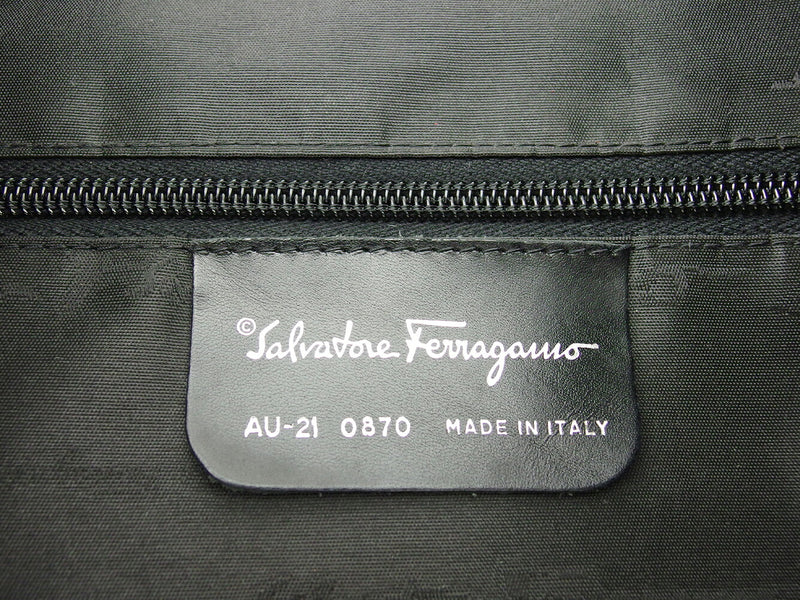 © Salvatore Ferragamo
AU-21 0870 MADE IN ITALY